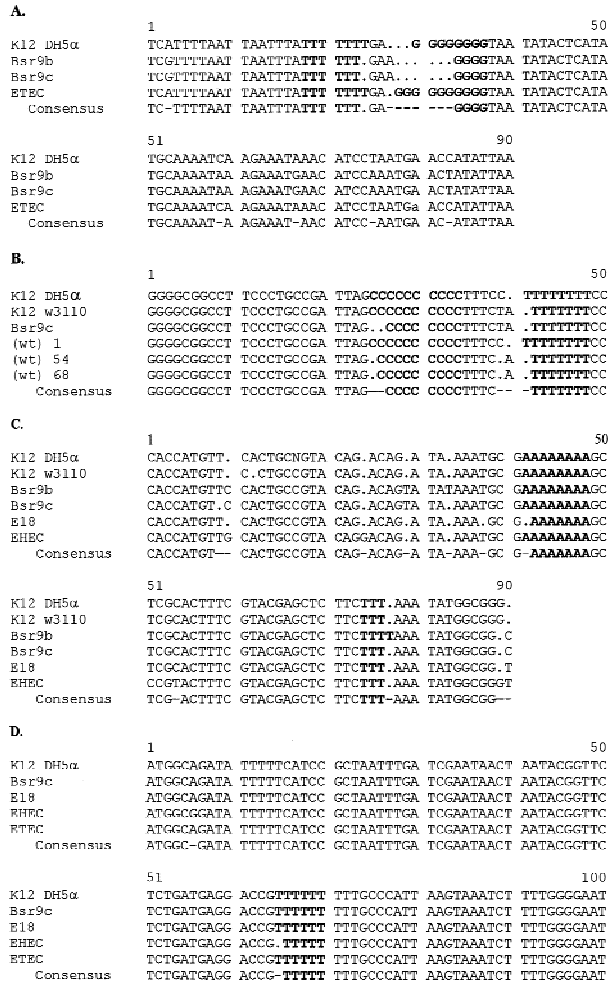 A.
1 50
K12 DH5α TCATTTTAAT TAATTTATTT TTTTTGA...G GGGGGGGTAA TATACTCATA
Bsr9b TCGTTTTAAT TAATTTATTT TTTT.GAA... ...GGGGTAA TATACTCATA
Bsr9c TCGTTTTAAT TAATTTATTT TTTT.GAA... ...GGGGTAA TATACTCATA
ETEC TCATTTTAAT TAATTTATTT TTTTTGA.GGG GGGGGGGTAA TATACTCATA
Consensus TC-TTTTAAT TAATTTATTT TTTT.GA--- ---GGGGTAA TATACTCATA
51 90
K12 DH5α TGCAAAATCA AGAAATAAAC ATCCTAATGA ACCATATTAA
Bsr9b TGCAAAATAA AGAAATGAAC ATCCAAATGA ACTATATTAA
Bsr9c TGCAAAATAA AGAAATGAAC ATCCAAATGA ACTATATTAA
ETEC TGCAAAATCA AGAAATAAAC ATCCTAATGa ACCATATTAA
Consensus TGCAAAAT-A AGAAAT-AAC ATCC-AATGA AC-ATATTAA
B.
1 50
K12 DH5α GGGGCGGCCT TCCCTGCCGA TTAGCCCCCC CCCCTTTCC. TTTTTTTTCC
K12 w3110 GGGGCGGCCT TCCCTGCCGA TTAGCCCCCC CCCCTTTCTA .TTTTTTTCC
Bsr9c GGGGCGGCCT TCCCTGCCGA TTAG..CCCC CCCCTTTCTA .TTTTTTTCC
(wt) 1 GGGGCGGCCT TCCCTGCCGA TTAGCCCCCC CCCCTTTCC. TTTTTTTTCC
(wt) 54 GGGGCGGCCT TCCCTGCCGA TTAG.CCCCC CCCCTTTC.A .TTTTTTTCC
(wt) 68 GGGGCGGCCT TCCCTGCCGA TTAG.CCCCC CCCCTTTC.A .TTTTTTTCC
Consensus GGGGCGGCCT TCCCTGCCGA TTAG--CCCC CCCCTTTC-- -TTTTTTTCC
C.
1 50
K12 DH5α CACCATGTT. CACTGCNGTA CAG.ACAG.A TA.AAATGCG GAAAAAAAAGC
K12 w3110 CACCATGTT. C.CTGCCGTA CAG.ACAG.A TA.AAATGC GAAAAAAAAGC
Bsr9b CACCATGTTC CACTGCCGTA CAG.ACAGTA TATAAATGC GAAAAAAAAGC
Bsr9c CACCATGT.C CACTGCCGTA CAG.ACAG.A TA.AAATGC GAAAAAAAAGC
E18 CACCATGTT. CACTGCCGTA CAG.ACAG.A TA.AAA.GC G.AAAAAAAGC
EHEC CACCATGTTG CACTGCCGTA CAGGACAG.A TA.AAATGC GAAAAAAAAGC
Consensus CACCATGT-- CACTGCCGTA CAG-ACAG-A TA-AAA-GC G-AAAAAAAGC
51 90
K12 DH5α TCGCACTTTC GTACGAGCTC TTCTTT.AAA TATGGCGGG.
K12 w3110 TCGCACTTTC GTACGAGCTC TTCTTT.AAA TATGGCGGG.
Bsr9b TCGCACTTTC GTACGAGCTC TTCTTTTAAA TATGGCGG.C
Bsr9c TCGCACTTTC GTACGAGCTC TTCTTT.AAA TATGGCGG.C
E18 TCGCACTTTC GTACGAGCTC TTCTTT.AAA TATGGCGG.T
EHEC CCGTACTTTC GTACGAGCTC TTCTTT.AAA TATGGCGGGT
Consensus TCG-ACTTTC GTACGAGCTC TTCTTT-AAA TATGGCGG--
D.
1 50
K12 DH5α ATGGCAGATA TTTTTCATCC GCTAATTTGA TCGAATAACT AATACGGTTC
Bsr9c ATGGCAGATA TTTTTCATCC GCTAATTTGA TCGAATAACT AATACGGTTC
E18 ATGGCAGATA TTTTTCATCC GCTAATTTGA TCGAATAACT AATACGGTTC
EHEC ATGGCGGATA TTTTTCATCC GCTAATTTGA TCGAATAACT AATACGGTTC
ETEC ATGGCAGATA TTTTTCATCC GCTAATTTGA TCGAATAACT AATACGGTTC
Consensus ATGGC-GATA TTTTTCATCC GCTAATTTGA TCGAATAACT AATACGGTTC
51 100
K12 DH5α TCTGATGAGG ACCGTTTTTT TTTGCCCATT AAGTAAATCT TTTGGGGAAT
Bsr9c TCTGATGAGG ACCGTTTTTT TTTGCCCATT AAGTAAATCT TTTGGGGAAT
E18 TCTGATGAGG ACCGTTTTTT TTTGCCCATT AAGTAAATCT TTTGGGGAAT
EHEC TCTGATGAGG ACCG.TTTTT TTTGCCCATT AAGTAAATCT TTTGGGGAAT
ETEC TCTGATGAGG ACCGTTTTTT TTTGCCCATT AAGTAAATCT TTTGGGGAAT
Consensus TCTGATGAGG ACCG-TTTTT TTTGCCCATT AAGTAAATCT TTTGGGGAAT